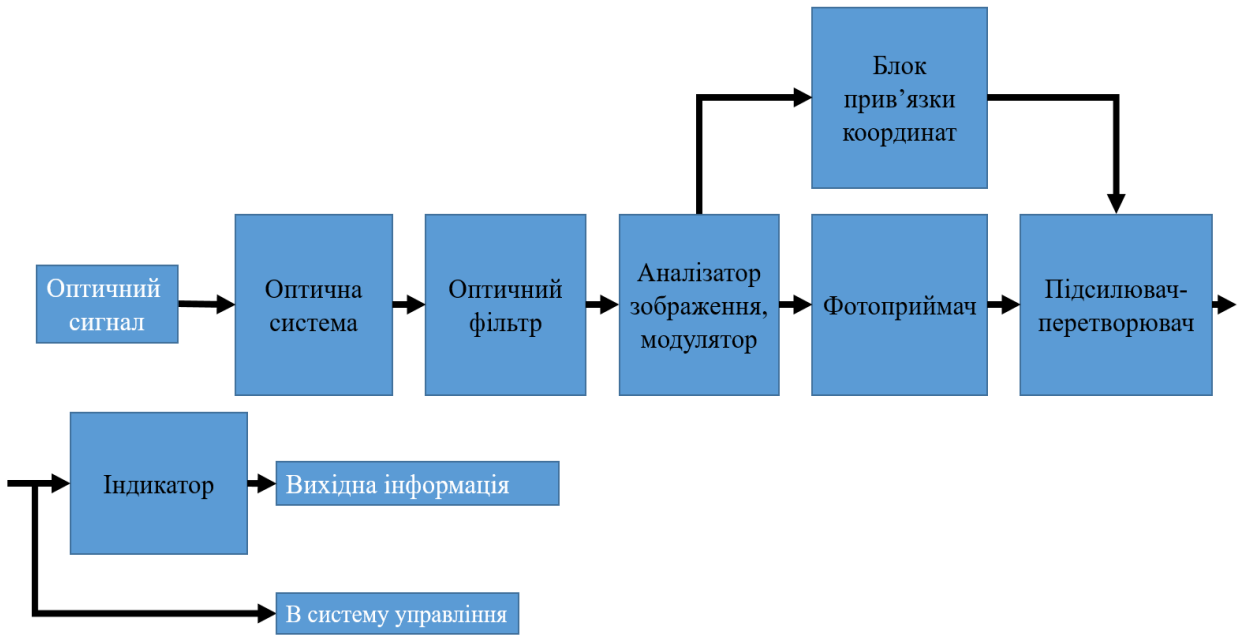 Блок
прив’язки
координат
Оптичний
сигнал
Оптична
система
Оптичний
фільтр
Аналізатор
зображення,
модулятор
Фотоприймач
Підсилювач-
перетворювач
Індикатор
Вихідна інформація
В систему управління